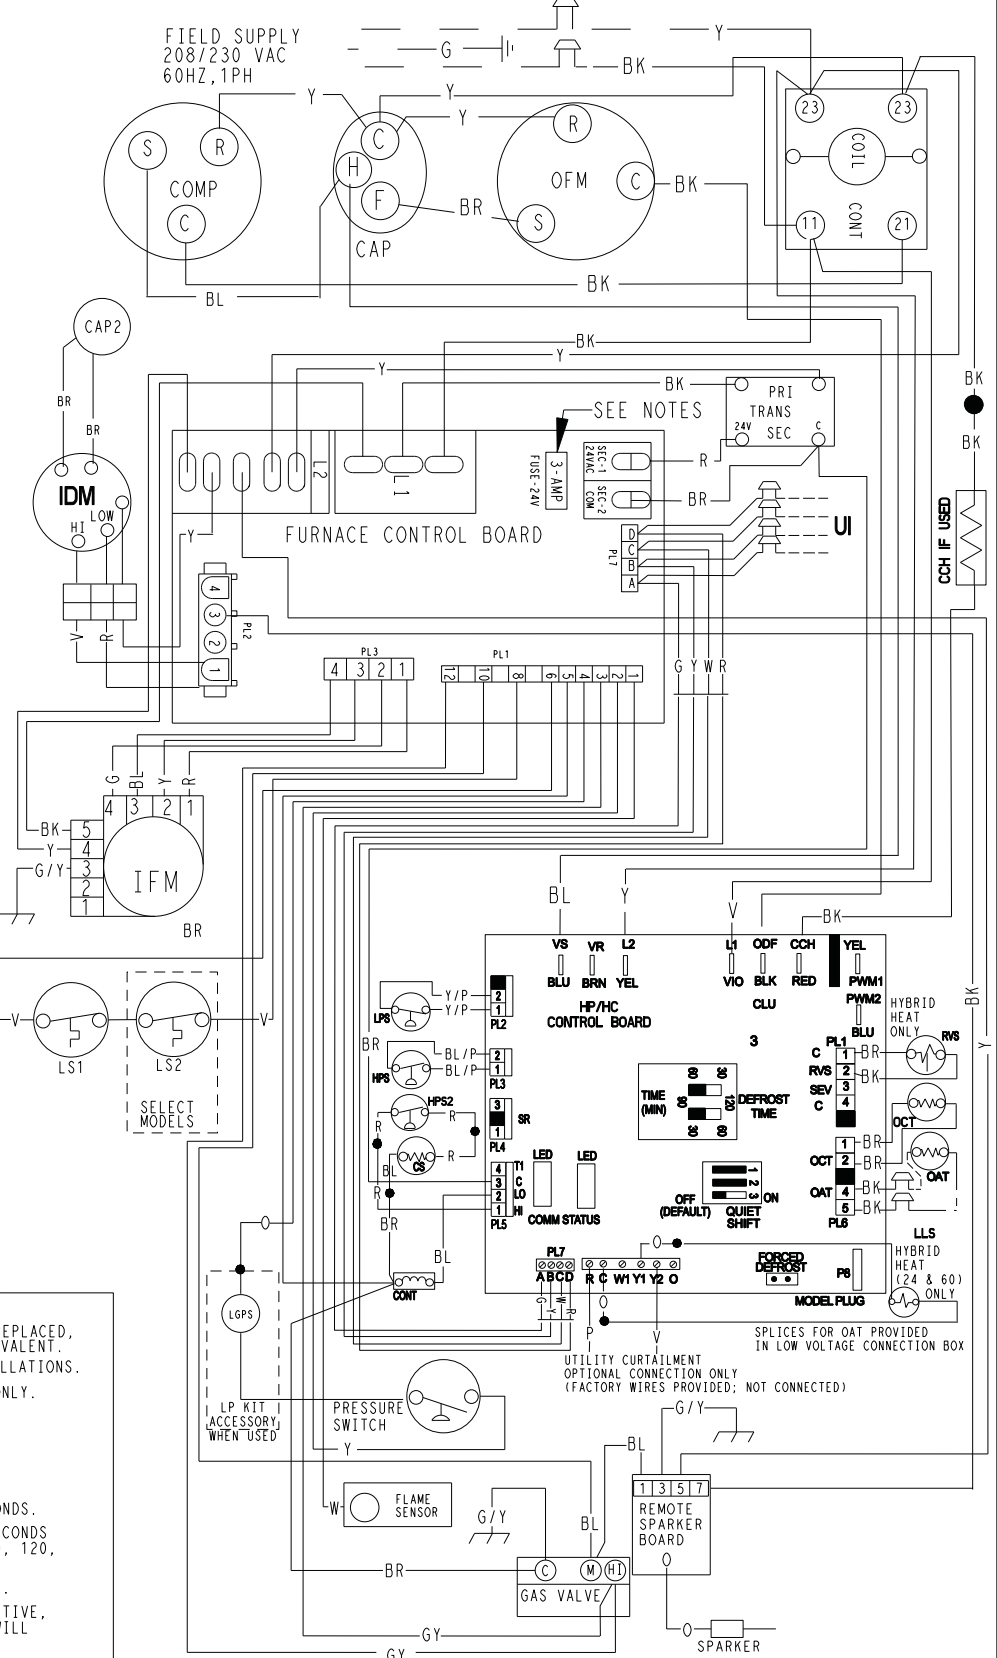 FIELD SUPPLY
208/230 VAC
60HZ,1PH
G
Y
BK
Y
Y
Y
S
R
COMP
C
C
H
F
CAP
BR
R
OFM
C
S
BK
23
23
COIL
CONT
11
21
BL
BK
CAP2
BK
Y
Y
BK
PRI
TRANS
24V
SEC
C
BK
BK
BR
BR
SEE NOTES
L2
L1
3-AMP
FUSE-24V
SEC-1
24VAC
SEC-2
COM
R
BR
IDM
LOW
HI
Y
FURNACE CONTROL BOARD
D
C
B
A
PL7
UI
CCH IF USED
4
3
2
1
PL2
V
R
PL3
4 3 2 1
PL1
12 10 8 6 5 4 3 2 1
G Y W R
G
BL
Y
R
4 3 2 1
BK
5
Y
4
G/Y
3
2
1
IFM
BR
BL
Y
V
BK
VS
VR
L2
L1
ODF
CCH
YEL
BLU
BRN
YEL
VIO
BLK
RED
PWM1
CLU
PWM2
BLU
HP/HC
CONTROL BOARD
3
HYBRID
HEAT
ONLY
RVS
BK
Y
Y/P
Y/P
LPS
2
1
PL2
V
LS1
LS2
V
SELECT
MODELS
BR
BL/P
BL/P
HPS
2
1
PL3
HPS2
R
3
1
SR
PL4
CS
R
BL
R
BR
4
3
2
1
T1
C
LO
HI
PL5
PL1
C
1
BR
RVS
2
BK
SEV
3
C
4
TIME
(MIN)
60
30
90
120
30
60
DEFROST
TIME
OCT
1
BR
OCT
2
BR
OAT
OAT
4
BK
5
BK
PL6
LED
LED
COMM STATUS
1
2
3
OFF
(DEFAULT)
ON
QUIET
SHIFT
LLS
HYBRID
HEAT
(24 & 60)
ONLY
O
BL
CONT
PL7
A B C D
R C W1 Y1 Y2 O
O
FORCED
DEFROST
P8
MODEL PLUG
G
Y
W
R
O
P
V
LGPS
LP KIT
ACCESSORY
WHEN USED
SPLICES FOR OAT PROVIDED
IN LOW VOLTAGE CONNECTION BOX
UTILITY CURTAILMENT
OPTIONAL CONNECTION ONLY
(FACTORY WIRES PROVIDED; NOT CONNECTED)
EPLACED,
VALENT.
LLATIONS.
ONLY.
PRESSURE
SWITCH
Y
G/Y
BL
1 3 5 7
REMOTE
SPARKER
BOARD
O
W
FLAME
SENSOR
G/Y
BL
BR
C
M
HI
GAS VALVE
ONDS.
CONDS
, 120,
.
TIVE,
WILL
GY
GY
O
SPARKER